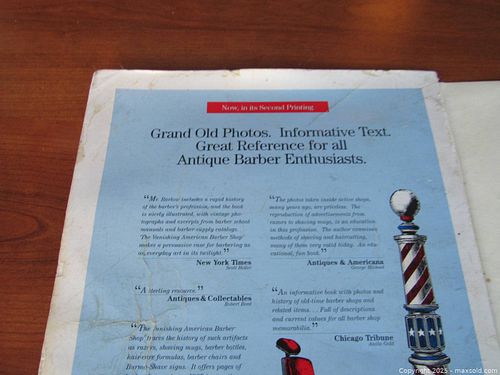 Now, in its Second Printing
Grand Old Photos. Informative Text.
Great Reference for all
Antique Barber Enthusiasts.
“Mr. Barlow includes a rapid history
of the barber's profession, and the book
is nicely illustrated, with vintage pho-
tographs and excerpts from barber school
manuals and barber supply catalogs.
'The Vanishing American Barber Shop'
makes a persuasive case for barbering as
an everyday art in its twilight.”
New York Times
“A sterling resource.”
Antiques & Collectables
Robert Reed
“The Vanishing American Barber
Shop' traces the history of such artifacts
as razors, shaving mugs, barber bottles,
haircare formulas, barber chairs and
Burma-Shave signs. It offers pages of
“The photos taken inside these shops,
many years ago, are priceless. The
reproduction of advertisements from
razors to shaving mugs, is an education
in this profession. The author examines
methods of shaving and haircutting,
many of them very valid today. An edu-
cational, fun book.”
Antiques & Americana
George Michael
“An informative book with photos and
history of old-time barber shops and
related items. . . Full of descriptions
and current values for all barber shop
memorabilia.”
Chicago Tribune
Anita Gold
Copyright 2025 - maxsold.com